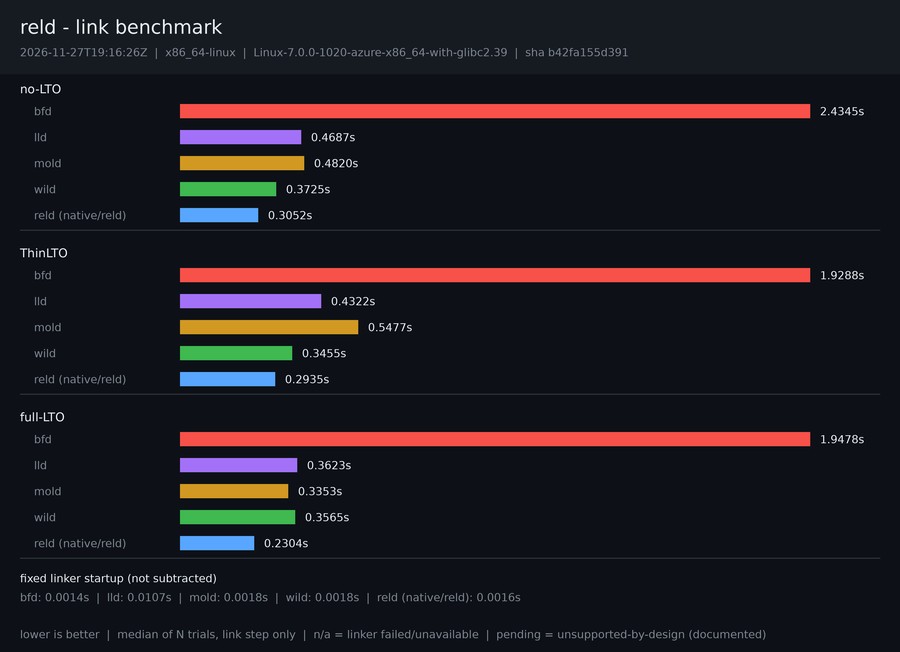 reld - link benchmark
2026-11-27T19:16:26Z | x86_64-linux | Linux-7.0.0-1020-azure-x86_64-with-glibc2.39 | sha b42fa155d391
no-LTO
bfd 2.4345s
lld 0.4687s
mold 0.4820s
wild 0.3725s
reld (native/reld) 0.3052s
ThinLTO
bfd 1.9288s
lld 0.4322s
mold 0.5477s
wild 0.3455s
reld (native/reld) 0.2935s
full-LTO
bfd 1.9478s
lld 0.3623s
mold 0.3353s
wild 0.3565s
reld (native/reld) 0.2304s
fixed linker startup (not subtracted)
bfd: 0.0014s | lld: 0.0107s | mold: 0.0018s | wild: 0.0018s | reld (native/reld): 0.0016s
lower is better | median of N trials, link step only | n/a = linker failed/unavailable | pending = unsupported-by-design (documented)